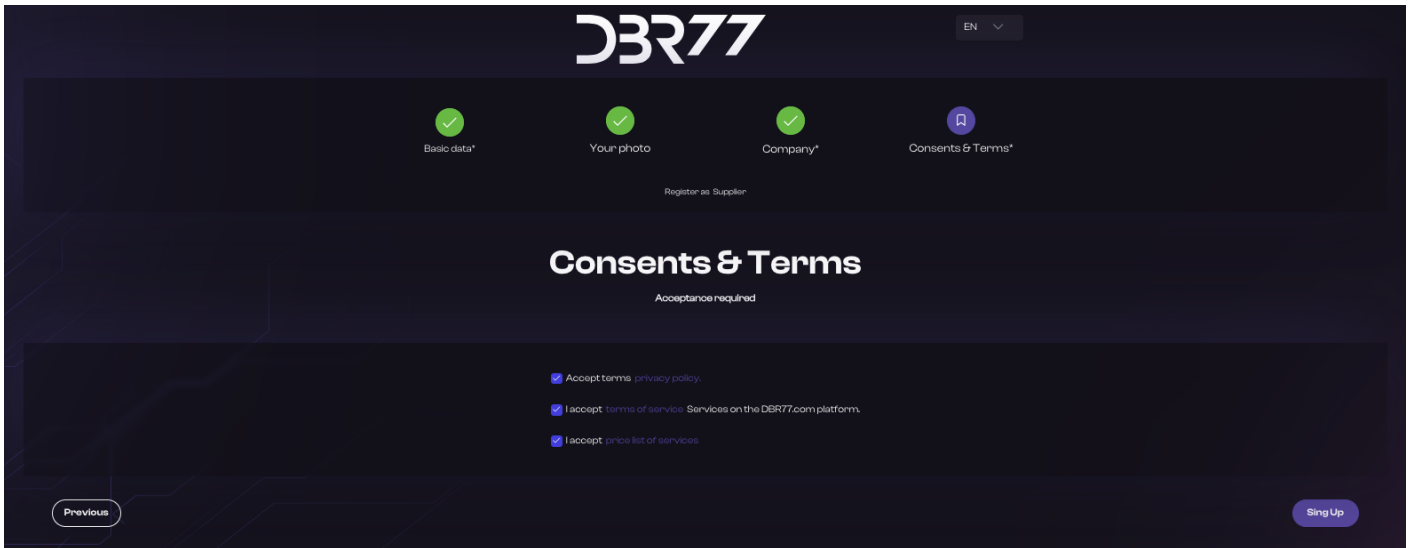 DBR77
EN
Basic data*
Your photo
Company*
Consents & Terms*
Register as Supplier
Consents & Terms
Acceptance required
Accept terms privacy policy.
I accept terms of service Services on the DBR77.com platform.
I accept price list of services
Previous
Sing Up